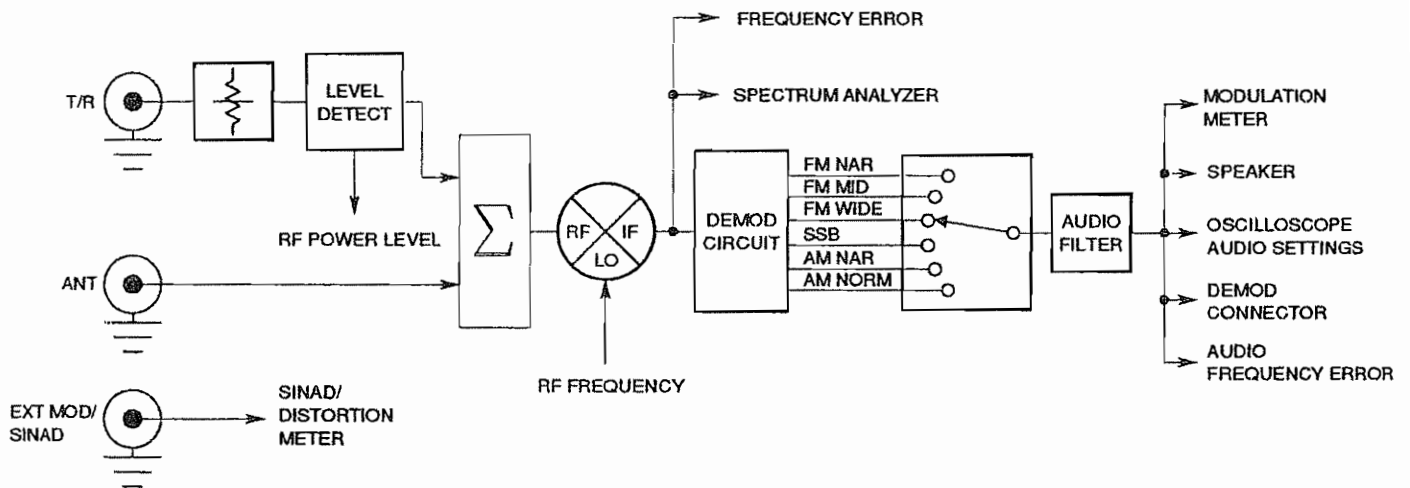 FREQUENCY ERROR
SPECTRUM ANALYZER
T/R
LEVEL
DETECT
RF POWER LEVEL
ANT
Σ
RF
IF
LO
RF FREQUENCY
DEMOD
CIRCUIT
FM NAR
FM MID
FM WIDE
SSB
AM NAR
AM NORM
AUDIO
FILTER
MODULATION
METER
SPEAKER
OSCILLOSCOPE
AUDIO SETTINGS
DEMOD
CONNECTOR
AUDIO
FREQUENCY ERROR
EXT MOD/
SINAD
SINAD/
DISTORTION
METER